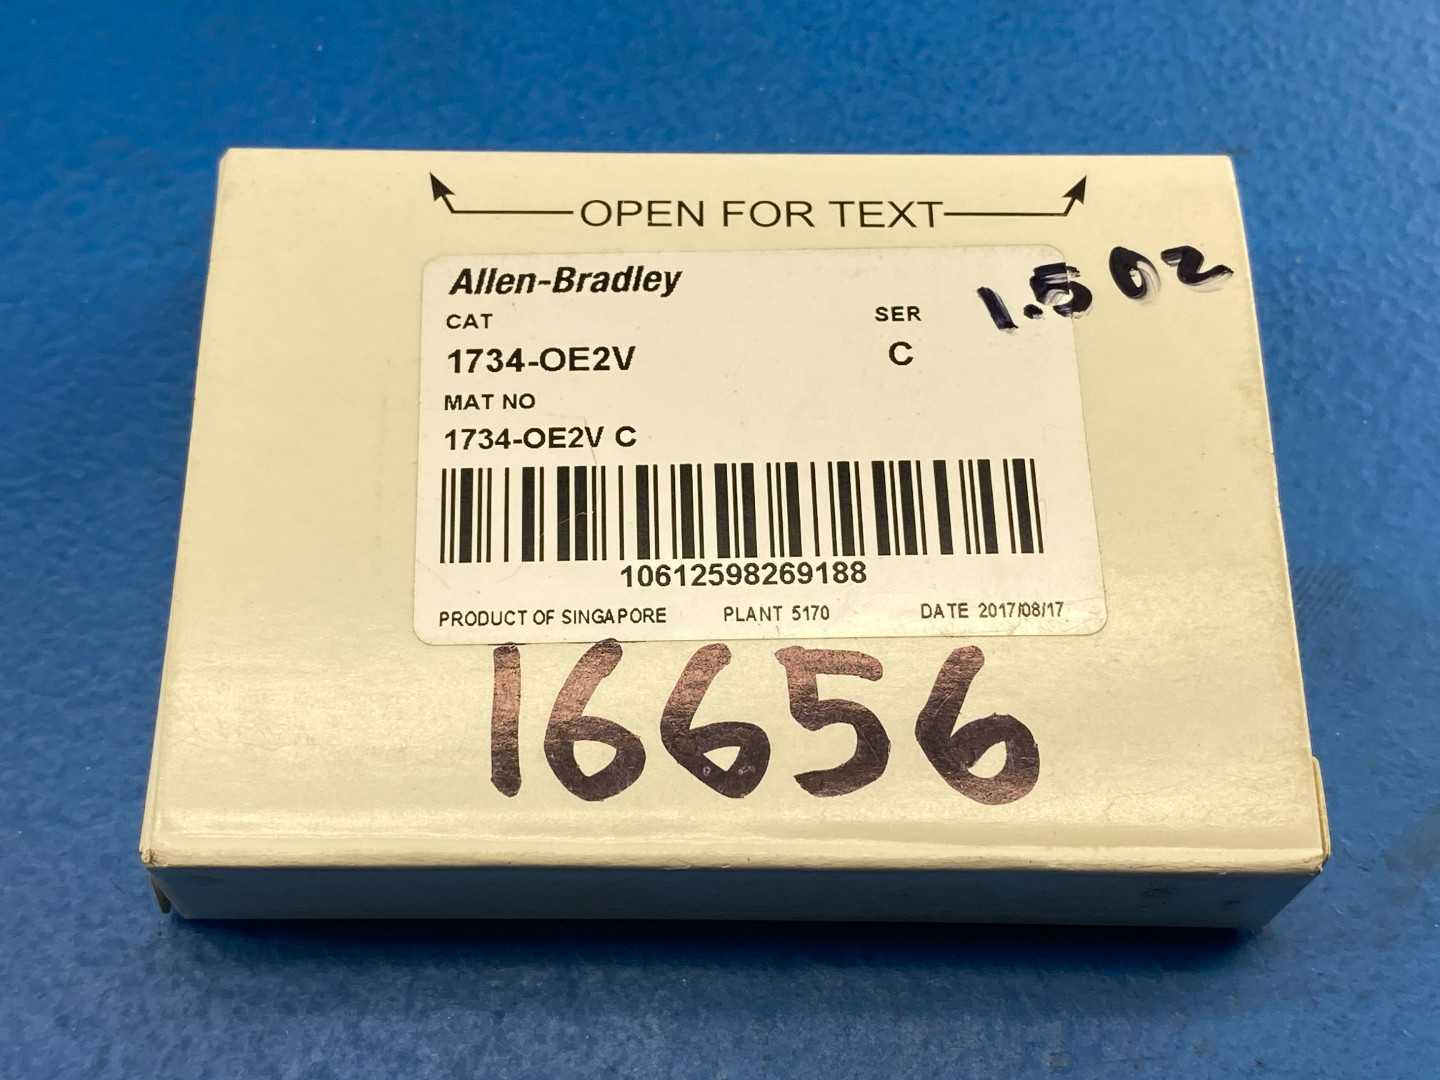 OPEN FOR TEXT
Allen-Bradley
CAT
SER
1.5 oz
1734-OE2V
C
MAT NO
1734-OE2V C
10612598269188
PRODUCT OF SINGAPORE PLANT 5170 DATE 2017/08/17
16656